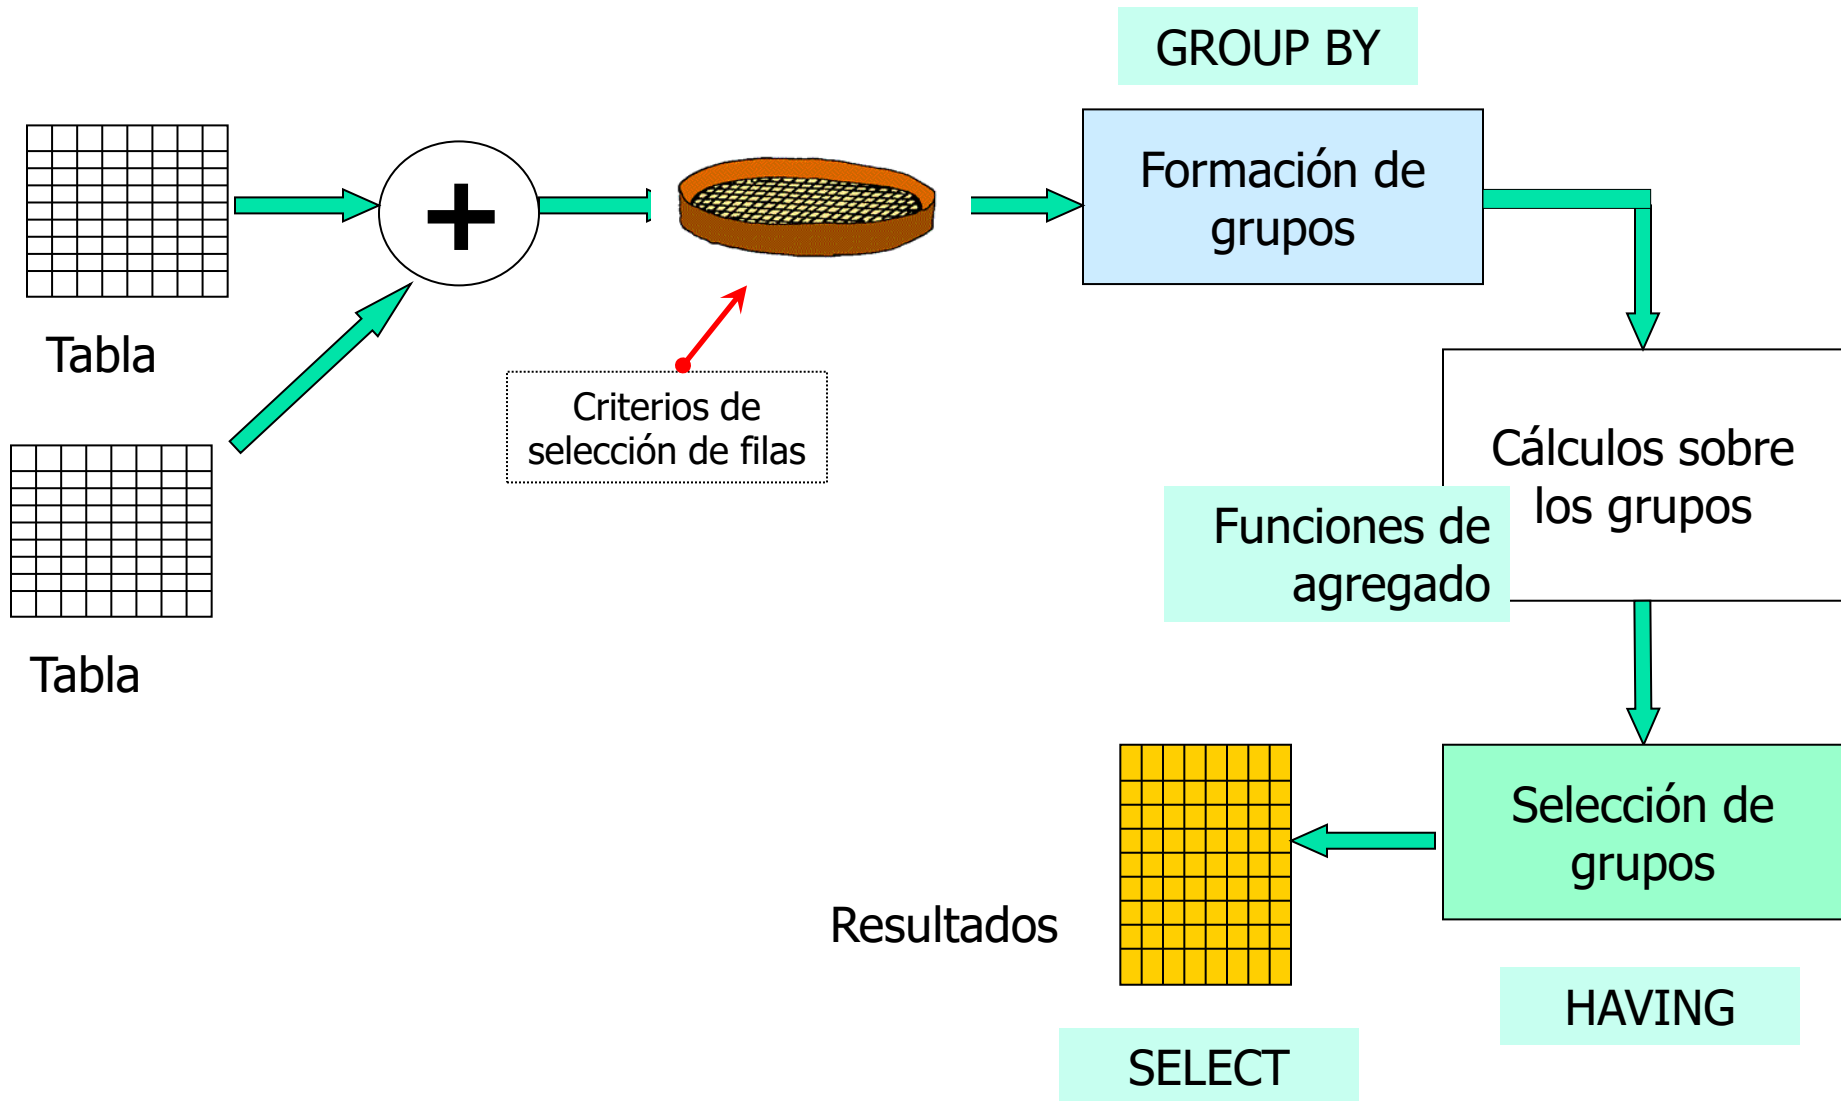 GROUP BY
Formación de
grupos
Tabla
Criterios de
selección de filas
Cálculos sobre
los grupos
Funciones de
agregado
Tabla
Selección de
grupos
Resultados
HAVING
SELECT